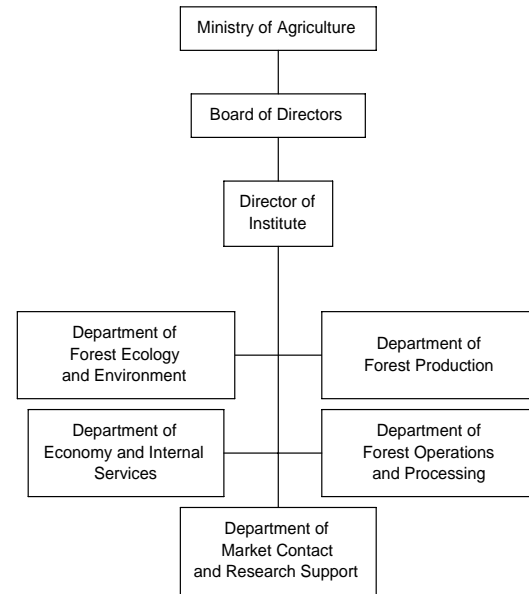 Ministry of Agriculture
Board of Directors
Director of
Institute
Department of
Forest Ecology
and Environment
Department of
Forest Production
Department of
Economy and Internal
Services
Department of
Forest Operations
and Processing
Department of
Market Contact
and Research Support